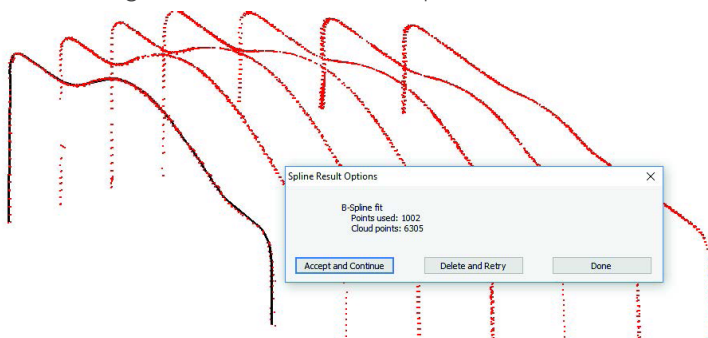 Spline Result Options
B-Spline fit
Points used: 1002
Cloud points: 6305
Accept and Continue
Delete and Retry
Done